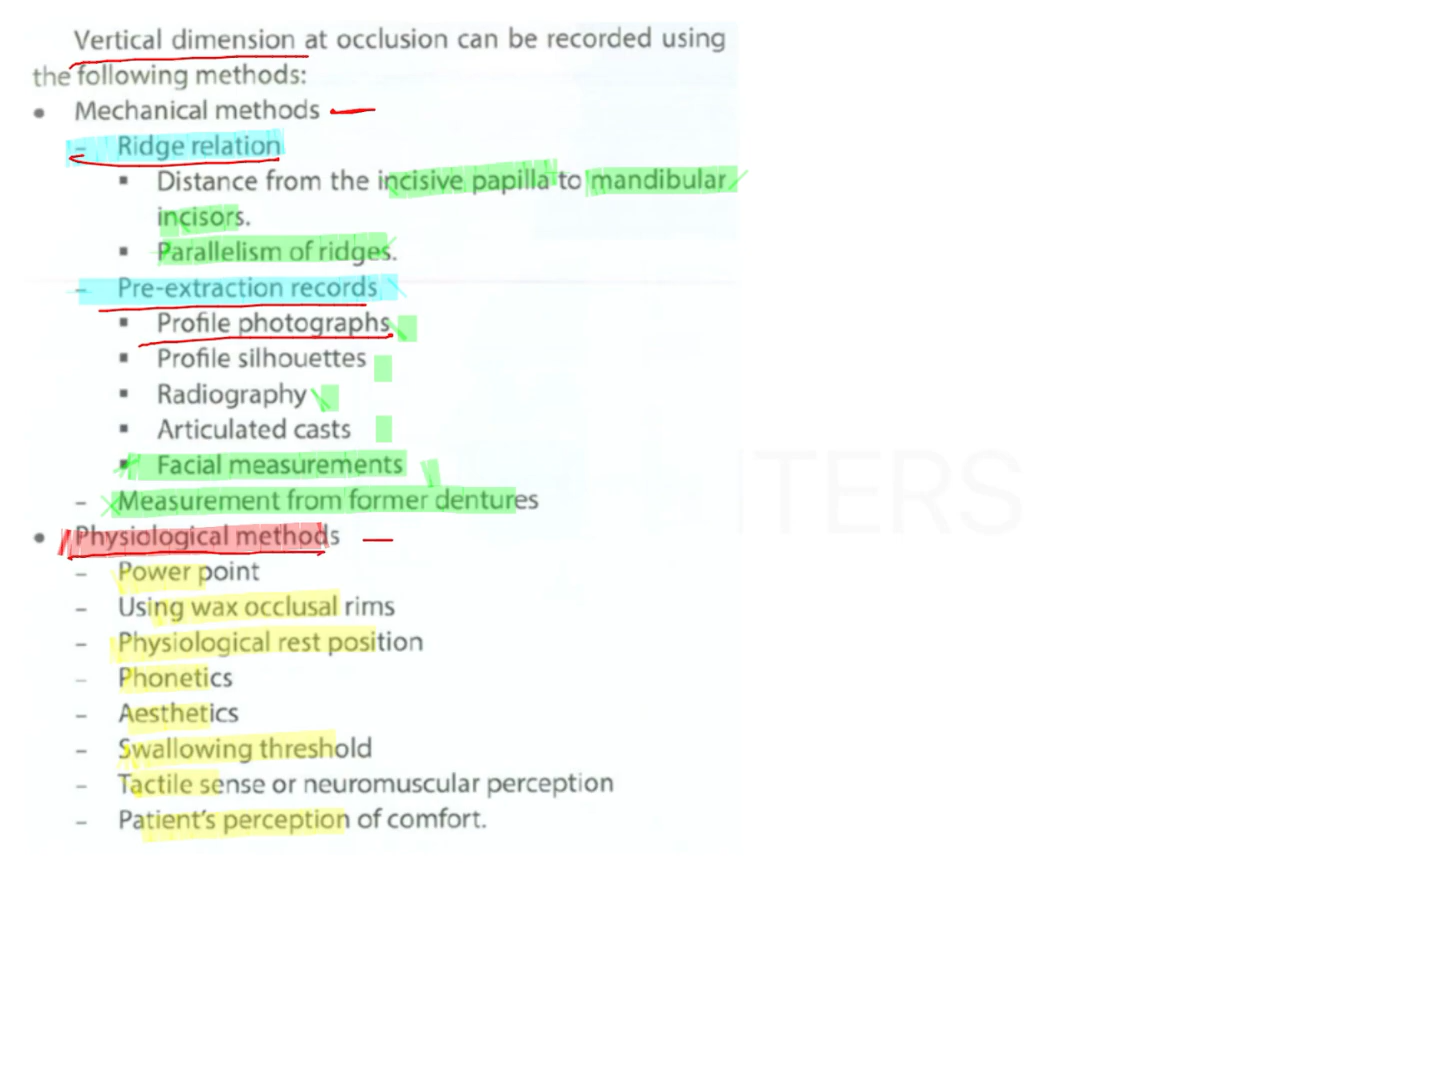 Vertical dimension at occlusion can be recorded using
the following methods:
• Mechanical methods
– Ridge relation
▪ Distance from the incisive papilla to mandibular
incisors.
▪ Parallelism of ridges.
– Pre-extraction records
▪ Profile photographs
▪ Profile silhouettes
▪ Radiography
▪ Articulated casts
▪ Facial measurements
– Measurement from former dentures
• Physiological methods
– Power point
– Using wax occlusal rims
– Physiological rest position
– Phonetics
– Aesthetics
– Swallowing threshold
– Tactile sense or neuromuscular perception
– Patient's perception of comfort.